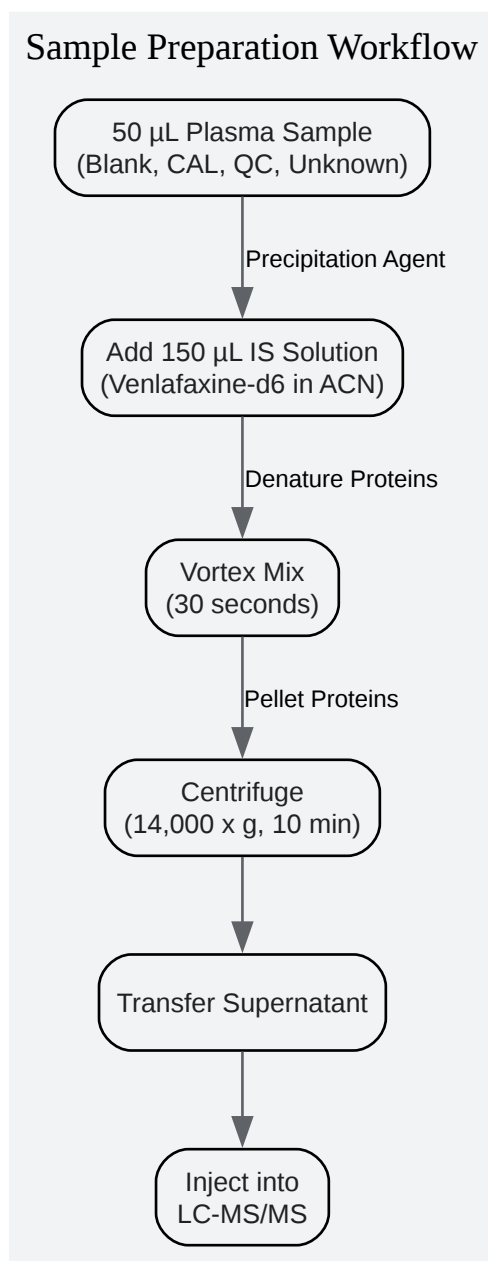 Sample Preparation Workflow
50 µL Plasma Sample
(Blank, CAL, QC, Unknown)
Precipitation Agent
Add 150 µL IS Solution
(Venlafaxine-d6 in ACN)
Denature Proteins
Vortex Mix
(30 seconds)
Pellet Proteins
Centrifuge
(14,000 x g, 10 min)
Transfer Supernatant
Inject into
LC-MS/MS